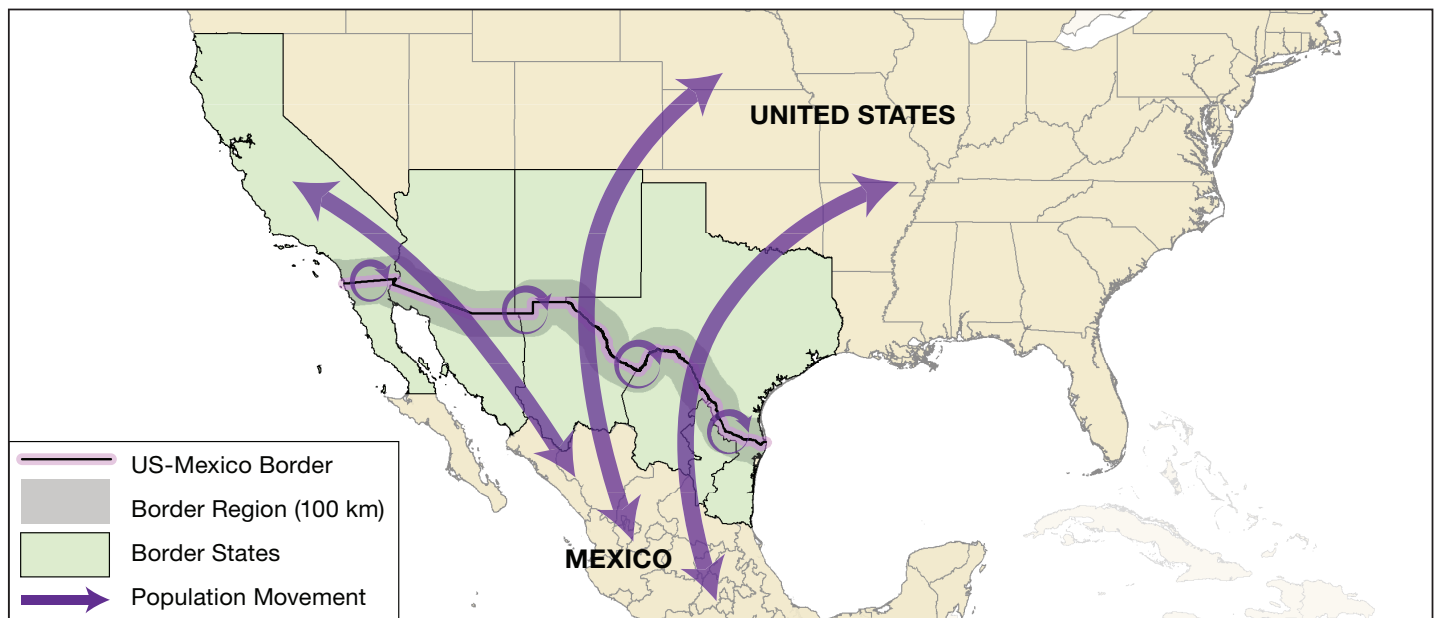 UNITED STATES
MEXICO
US-Mexico Border
Border Region (100 km)
Border States
Population Movement